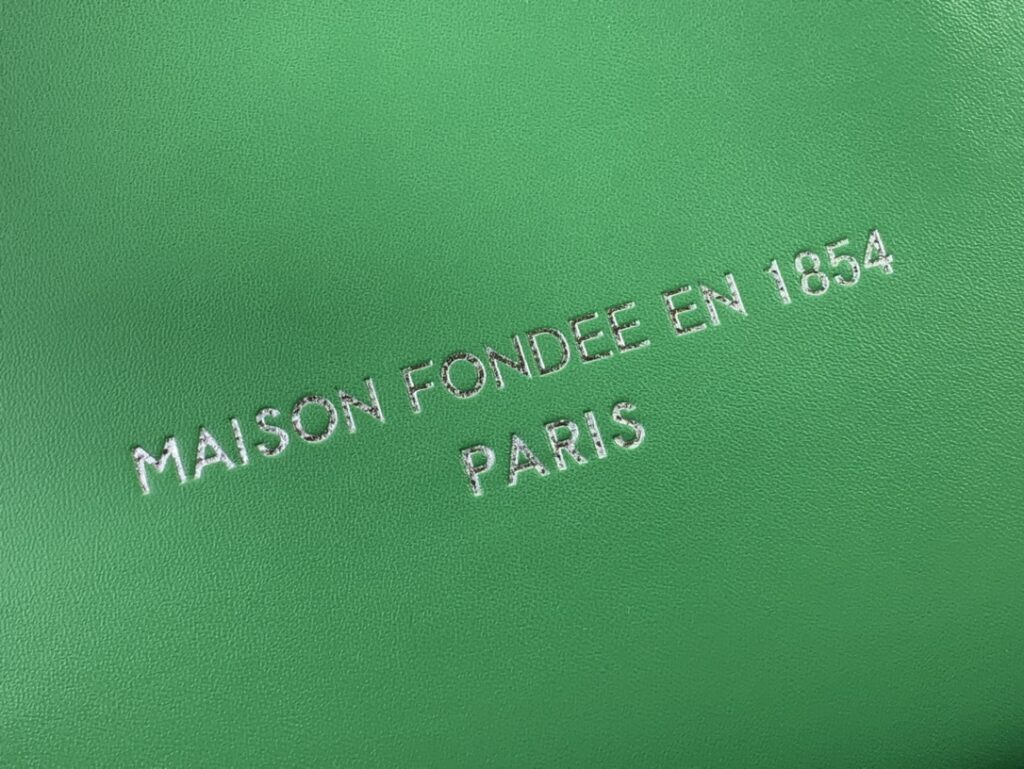 MAISON FONDEE EN 1854
PARIS